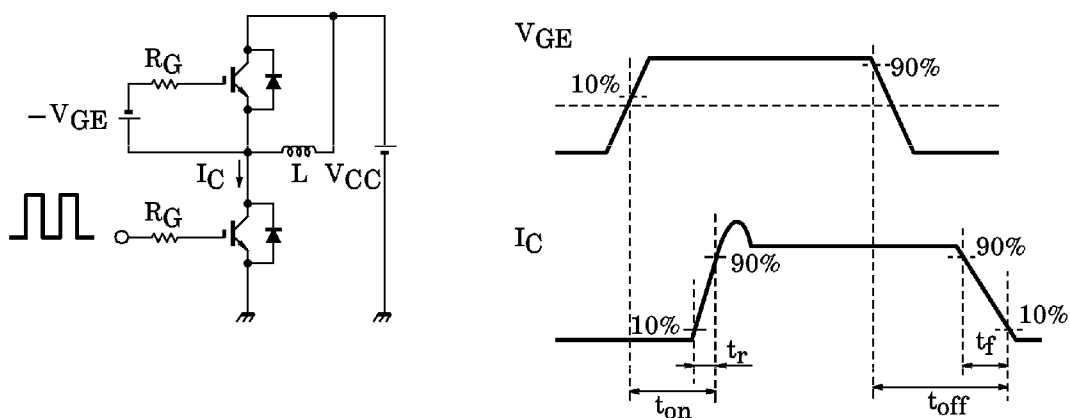 R_G
−V_GE
I_C
L
V_CC
R_G
V_GE
10%
90%
I_C
90%
90%
10%
10%
t_r
t_f
t_on
t_off